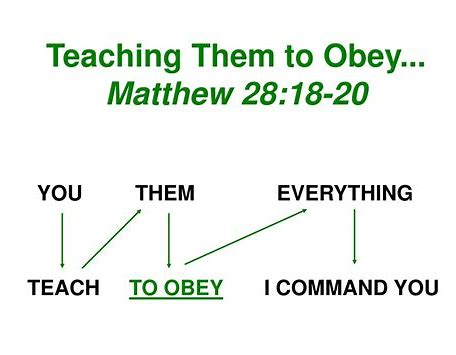 Teaching Them to Obey...
Matthew 28:18-20
YOU THEM EVERYTHING
TEACH TO OBEY I COMMAND YOU